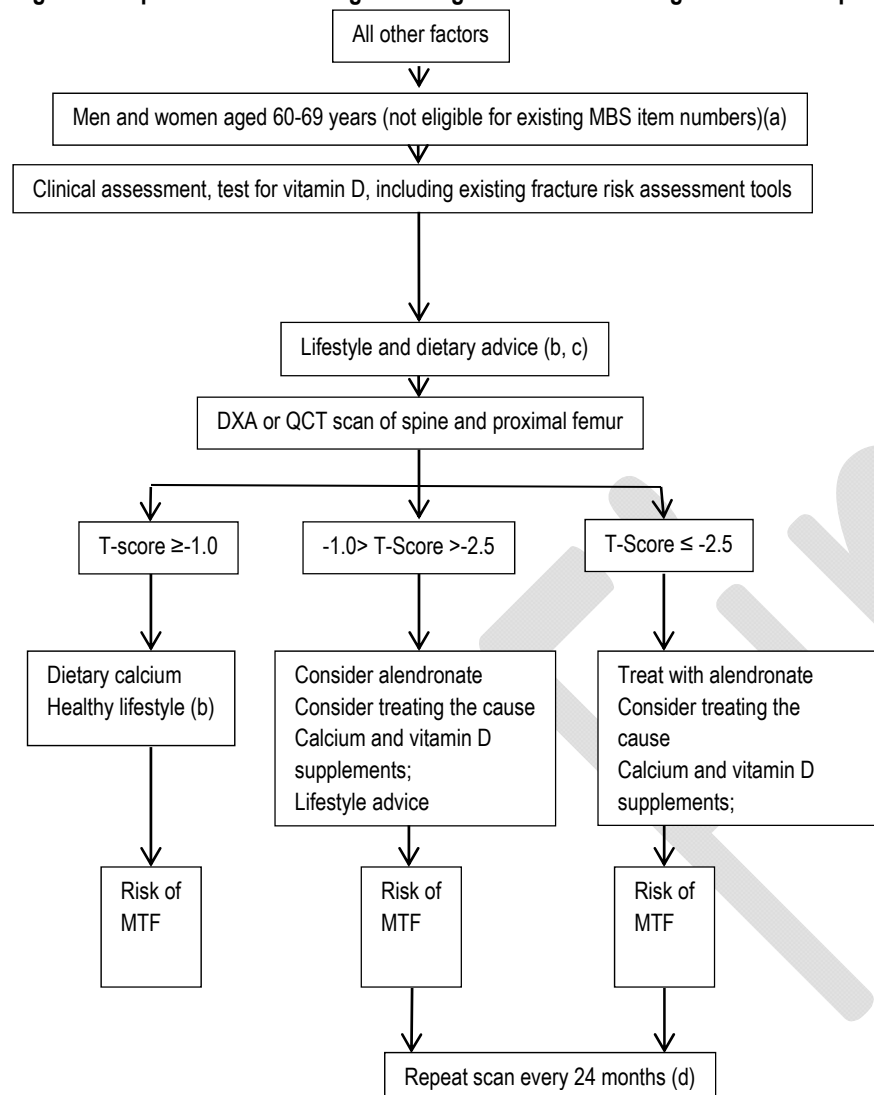 All other factors
Men and women aged 60-69 years (not eligible for existing MBS item numbers)(a)
Clinical assessment, test for vitamin D, including existing fracture risk assessment tools
Lifestyle and dietary advice (b, c)
DXA or QCT scan of spine and proximal femur
T-score ≥-1.0
-1.0> T-Score >-2.5
T-Score ≤ -2.5
Dietary calcium
Healthy lifestyle (b)
Consider alendronate
Consider treating the cause
Calcium and vitamin D
supplements;
Lifestyle advice
Treat with alendronate
Consider treating the
cause
Calcium and vitamin D
supplements;
Risk of
MTF
Risk of
MTF
Risk of
MTF
Repeat scan every 24 months (d)